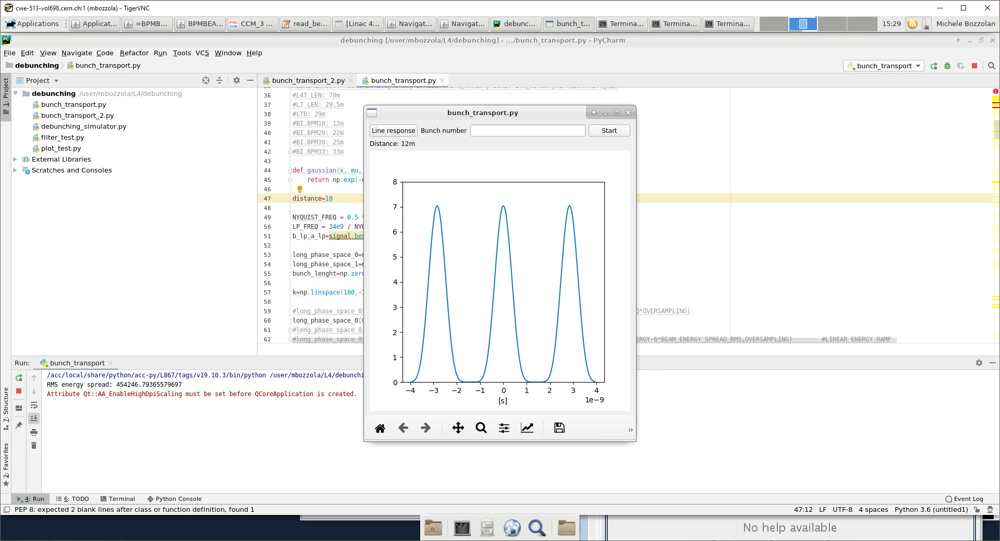 cwe-513-vol698.cern.ch:1 (mbozzola) - TigerVNC
Applications
Applicat...
=BPMB...
BPMBEA...
PSBC CCM
CCM_3 ...
read_be...
[Linac 4...
Navigat...
Navigat...
debunc...
bunch_t...
Termina...
Termina...
Termina...
15:29
Michele Bozzolan
debunching [/user/mbozzola/L4/debunching] - .../bunch_transport.py - PyCharm
File Edit View Navigate Code Refactor Run Tools VCS Window Help
debunching
bunch_transport.py
bunch_transport
1: Project
Project
debunching /user/mbozzola/L4/debunching
bunch_transport.py
bunch_transport_2.py
debunching_simulator.py
filter_test.py
plot_test.py
External Libraries
Scratches and Consoles
bunch_transport_2.py
bunch_transport.py
36 #L4T LEN: 70m
37 #LT LEN: 29.5m
38 #LTB: 29m
39 #BI.BPM10: 12m
40 #BI.BPM20: 22m
41 #BI.BPM30: 25m
42 #BI.BPM33: 33m
43
44 def gaussian(x, mu,
45 return np.exp(-
46
47 distance=10
48
49 NYQUIST_FREQ = 0.5
50 LP_FREQ = 34e9 / NYQ
51 b_lp,a_lp=signal.bes
52
53 long_phase_space_0=
54 long_phase_space_1=
55 bunch_lenght=np.zero
56
57 k=np.linspace(180,-
58
59 #long_phase_space_0 Q*OVERSAMPLING)
60 long_phase_space_0[
61 #long_phase_space_0
62 #long_phase_space_0 ERGY-6*BEAM_ENERGY_SPREAD_RMS,OVERSAMPLING) #LINEAR ENERGY RAMP
bunch_transport.py
Line response
Bunch number
Start
Distance: 12m
8
7
6
5
4
3
2
1
0
−4 −3 −2 −1 0 1 2 3 4
[s]
1e−9
Run: bunch_transport
/acc/local/share/python/acc-py/L867/tags/v19.10.3/bin/python /user/mbozzola/L4/debunchi
RMS energy spread: 454246.79365579697
Attribute Qt::AA_EnableHighDpiScaling must be set before QCoreApplication is created.
7: Structure
2: Favorites
4: Run
6: TODO
Terminal
Python Console
Event Log
PEP 8: expected 2 blank lines after class or function definition, found 1
47:12 LF UTF-8 4 spaces Python 3.6 (untitled1)
No help available